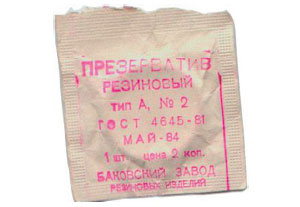 ПРЕЗЕРВАТИВ
РЕЗИНОВЫЙ
ТИП А, № 2
ГОСТ 4645-81
МАЙ-84
1 шт. цена 2 коп.
БАКОВСКИЙ ЗАВОД
РЕЗИНОВЫХ ИЗДЕЛИЙ